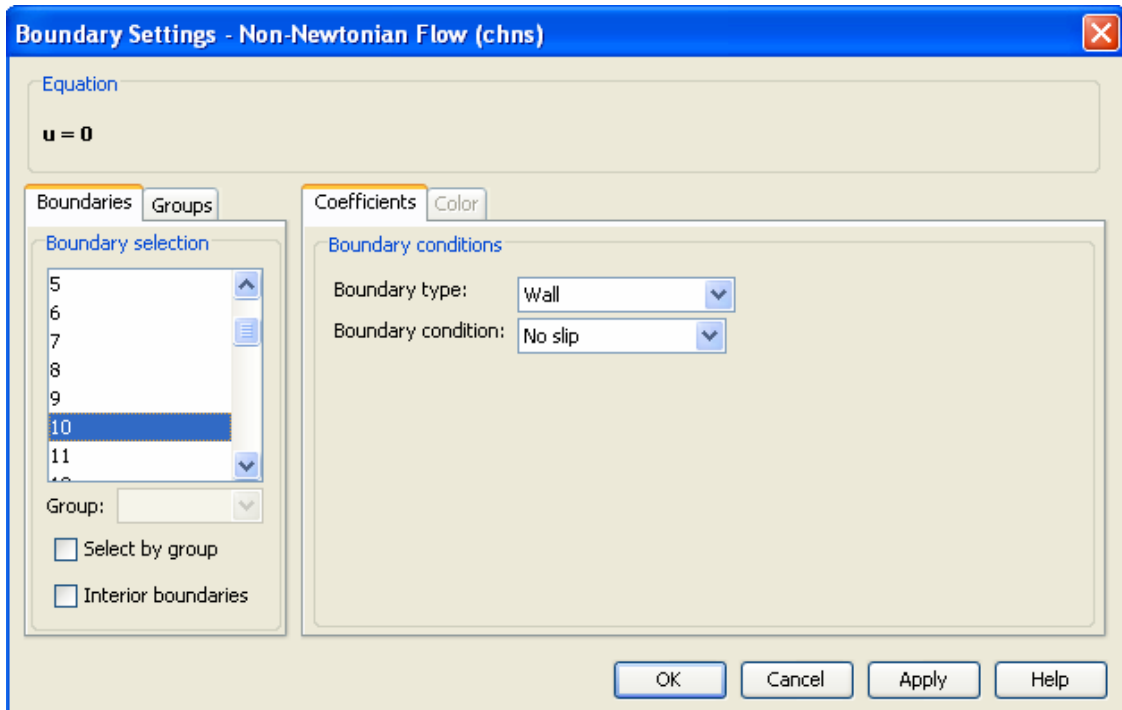 Boundary Settings - Non-Newtonian Flow (chns)
Equation
u = 0
Boundaries Groups
Boundary selection
5
6
7
8
9
10
11
Group:
Select by group
Interior boundaries
Coefficients Color
Boundary conditions
Boundary type: Wall
Boundary condition: No slip
OK Cancel Apply Help